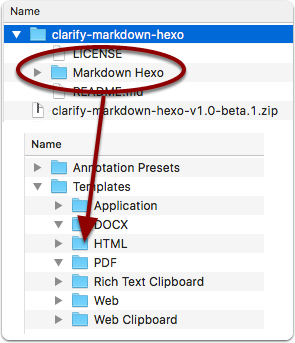 Name
clarify-markdown-hexo
LICENSE
Markdown Hexo
README.md
clarify-markdown-hexo-v1.0-beta.1.zip
Name
Annotation Presets
Templates
Application
DOCX
HTML
PDF
Rich Text Clipboard
Web
Web Clipboard